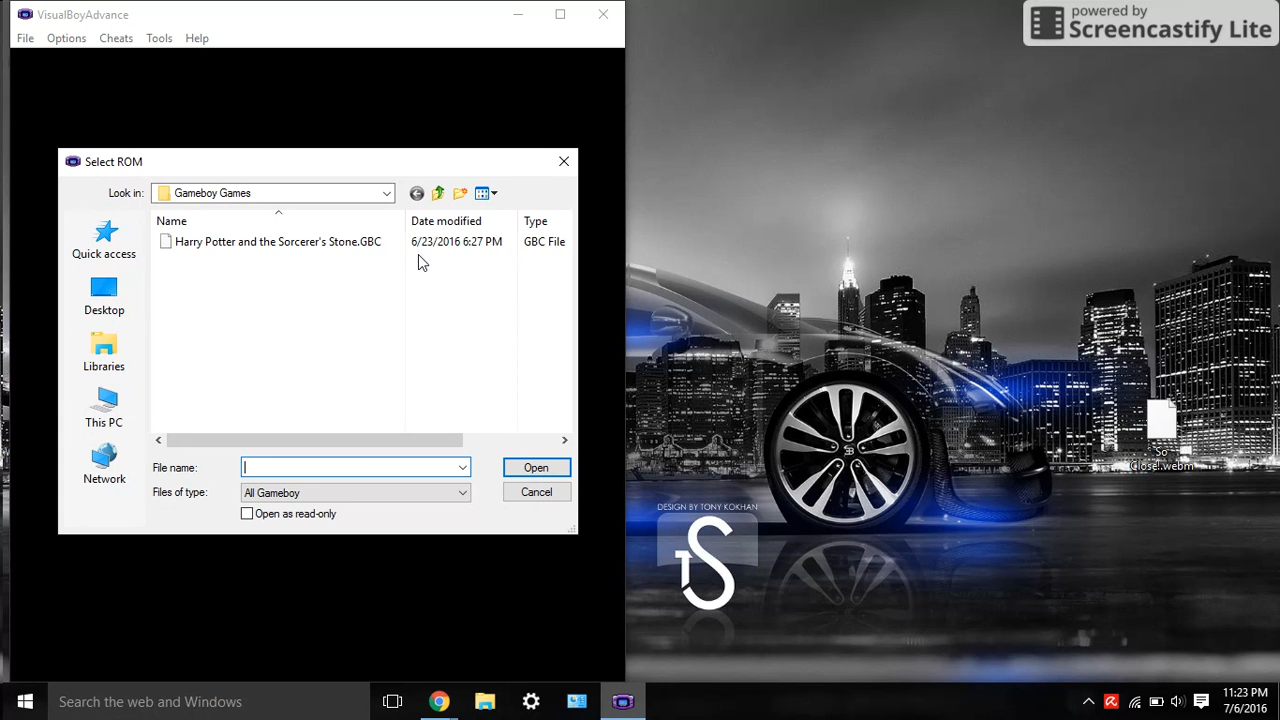 VisualBoyAdvance
File Options Cheats Tools Help
powered by
Screencastify Lite
Select ROM
Look in: Gameboy Games
Name Date modified Type
Harry Potter and the Sorcerer's Stone.GBC 6/23/2016 6:27 PM GBC File
Quick access
Desktop
Libraries
This PC
Network
File name: Open
Files of type: All Gameboy Cancel
Open as read-only
So
Close!.webm
DESIGN BY TONY KOKHAN
Search the web and Windows
11:23 PM
7/6/2016